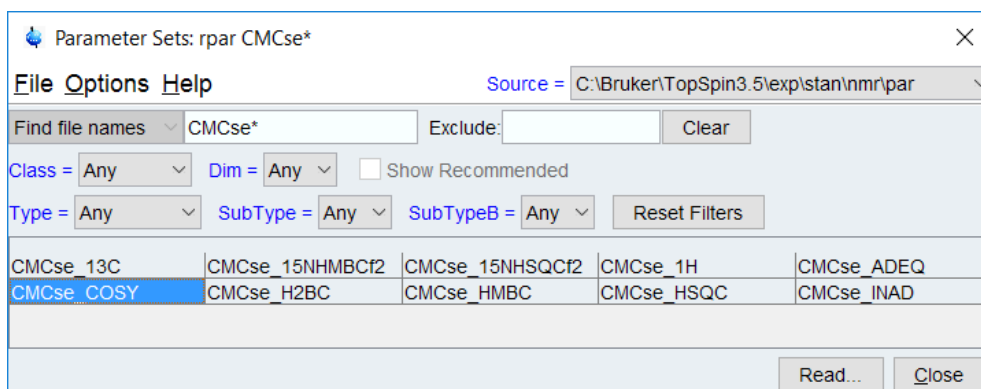 Parameter Sets: rpar CMCse*
File Options Help Source = C:\Bruker\TopSpin3.5\exp\stan\nmr\par
Find file names CMCse* Exclude: Clear
Class = Any Dim = Any Show Recommended
Type = Any SubType = Any SubTypeB = Any Reset Filters
CMCse_13C CMCse_15NHMBCf2 CMCse_15NHSQCf2 CMCse_1H CMCse_ADEQ
CMCse_COSY CMCse_H2BC CMCse_HMBC CMCse_HSQC CMCse_INAD
Read... Close